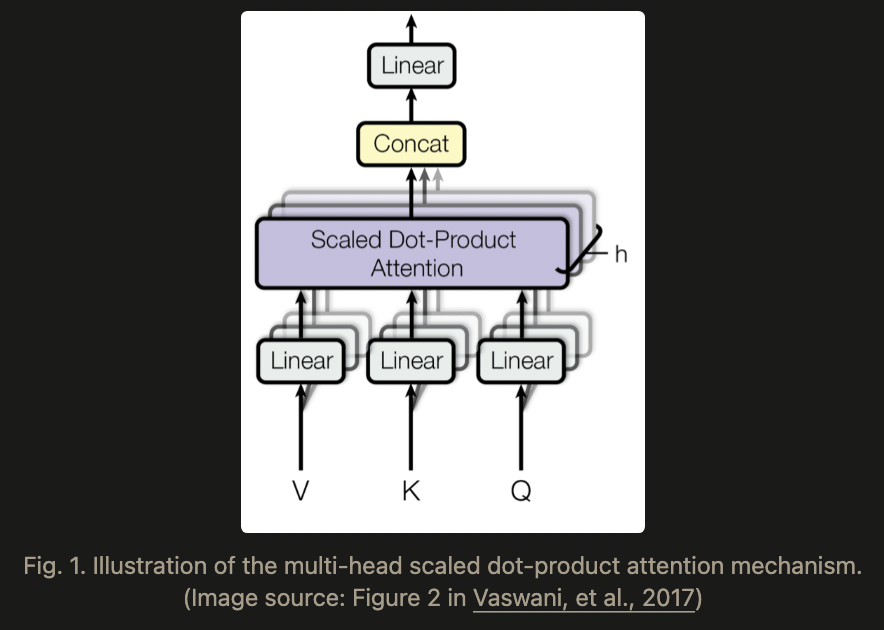 Linear
Concat
Scaled Dot-Product
Attention
h
Linear Linear Linear
V K Q
Fig. 1. Illustration of the multi-head scaled dot-product attention mechanism.
(Image source: Figure 2 in Vaswani, et al., 2017)